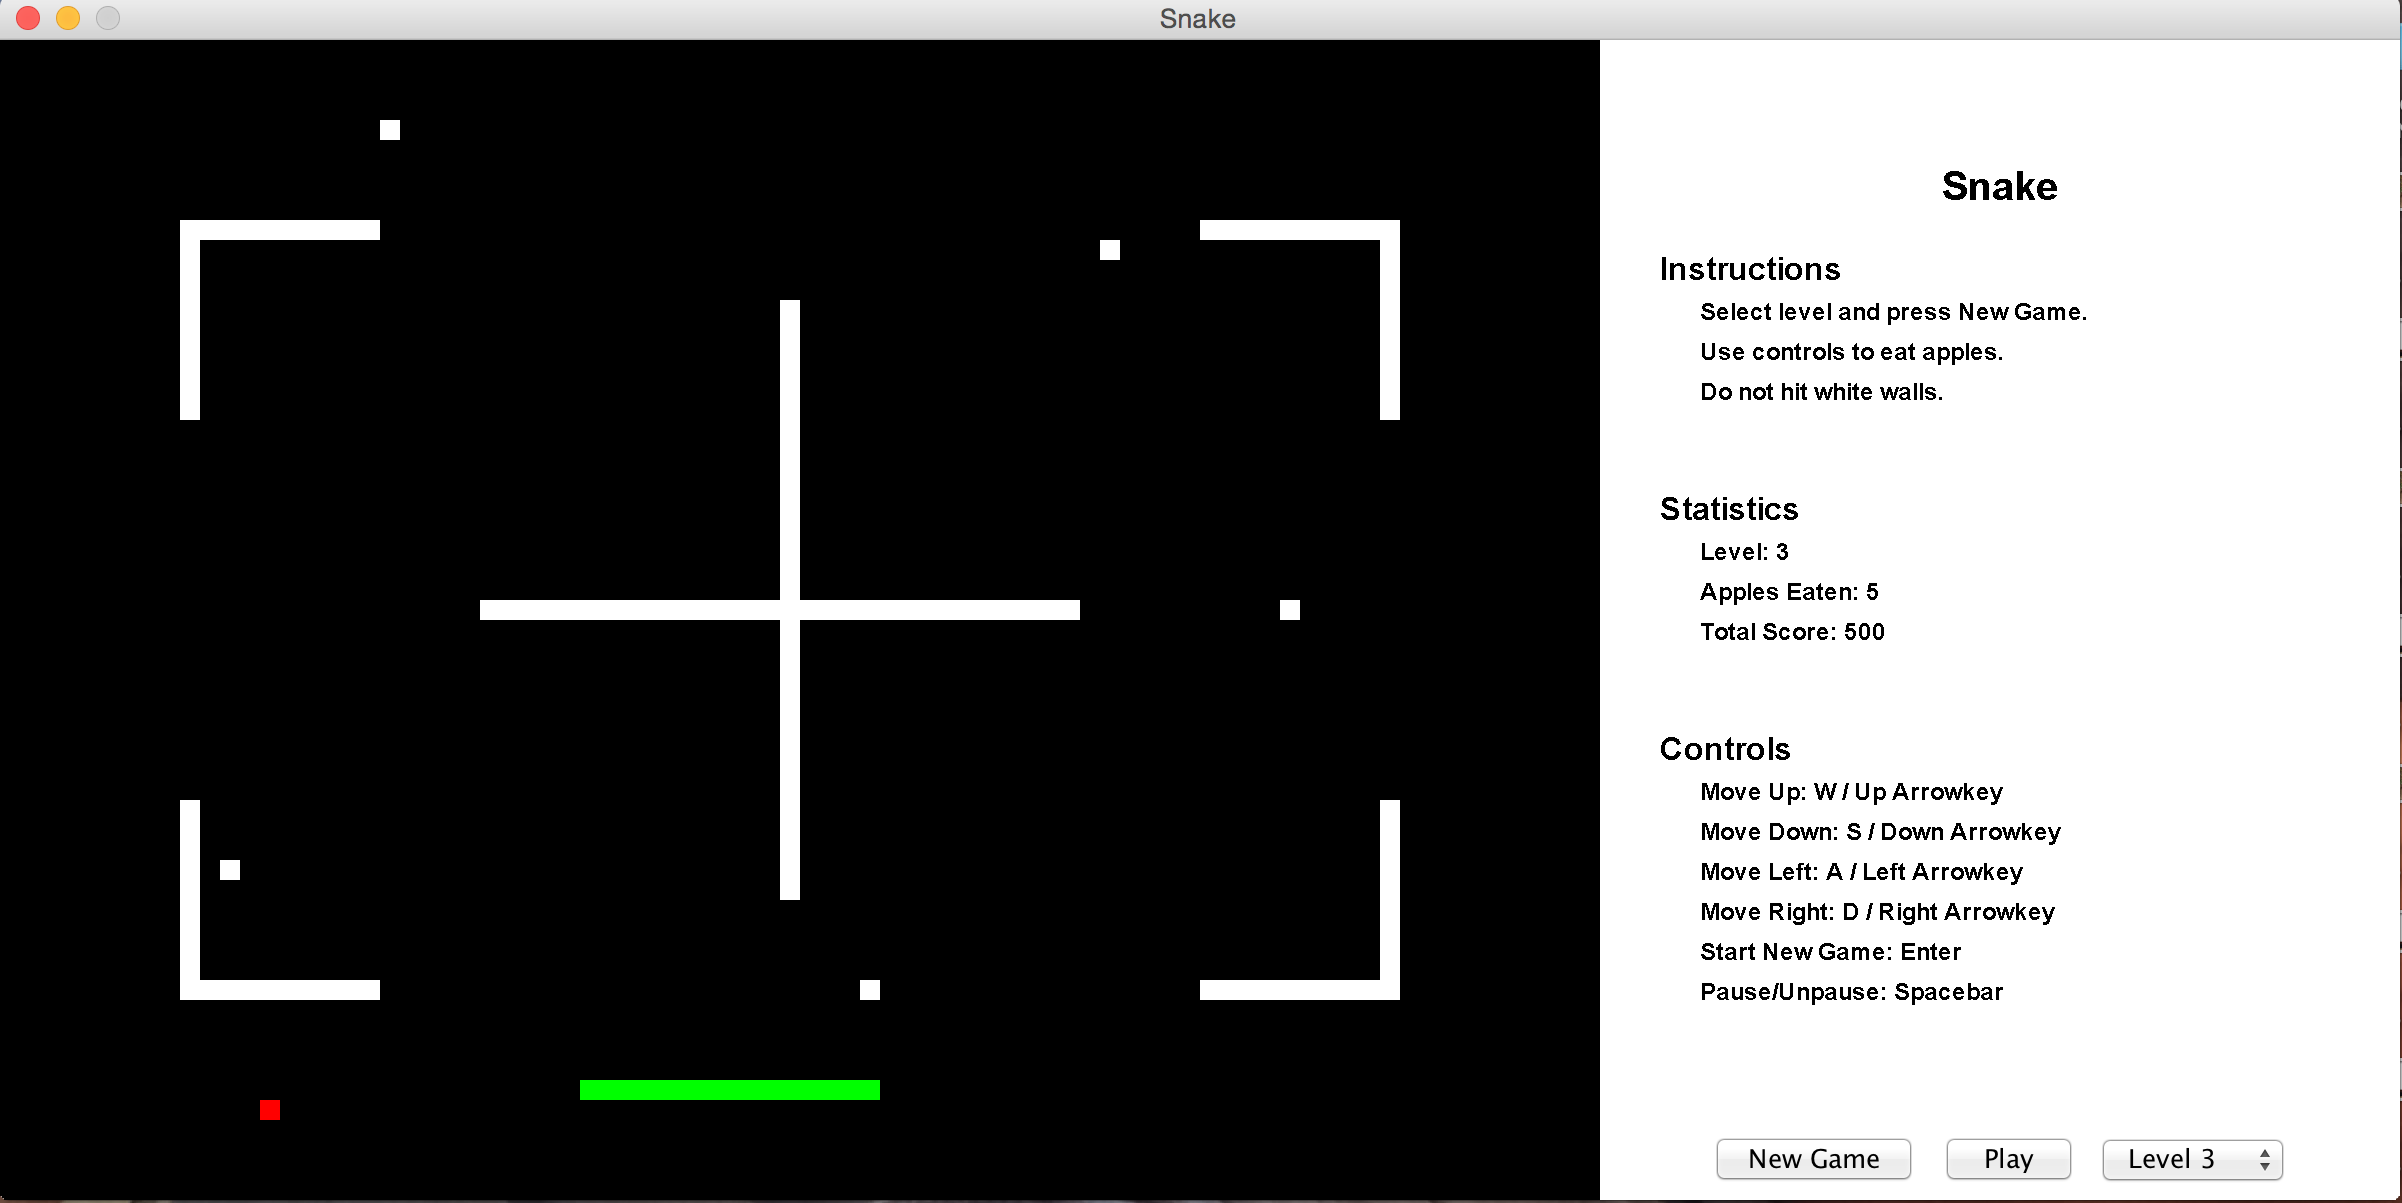 Snake
Snake
Instructions
Select level and press New Game.
Use controls to eat apples.
Do not hit white walls.
Statistics
Level: 3
Apples Eaten: 5
Total Score: 500
Controls
Move Up: W / Up Arrowkey
Move Down: S / Down Arrowkey
Move Left: A / Left Arrowkey
Move Right: D / Right Arrowkey
Start New Game: Enter
Pause/Unpause: Spacebar
New Game Play Level 3